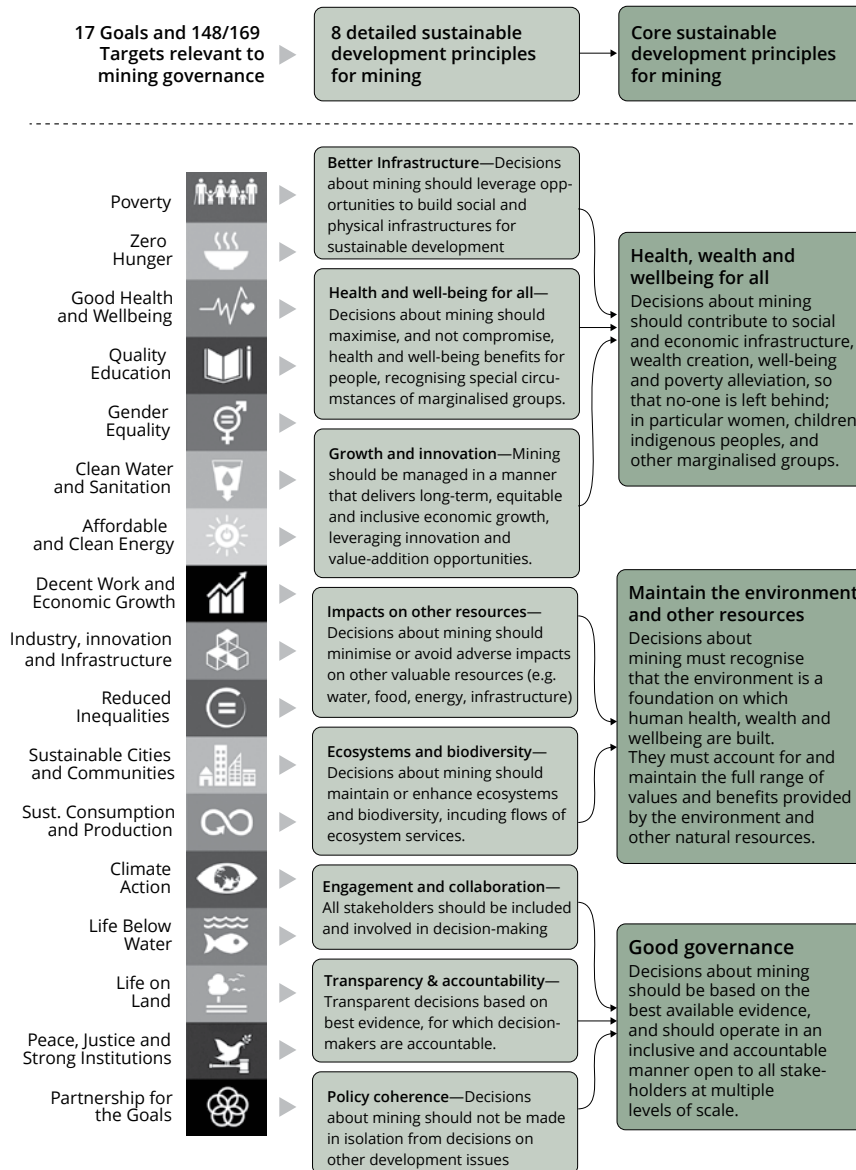 17 Goals and 148/169
Targets relevant to
mining governance
8 detailed sustainable
development principles
for mining
Core sustainable
development principles
for mining
Poverty
Zero
Hunger
Good Health
and Wellbeing
Quality
Education
Gender
Equality
Clean Water
and Sanitation
Affordable
and Clean Energy
Decent Work and
Economic Growth
Industry, innovation
and Infrastructure
Reduced
Inequalities
Sustainable Cities
and Communities
Sust. Consumption
and Production
Climate
Action
Life Below
Water
Life on
Land
Peace, Justice and
Strong Institutions
Partnership for
the Goals
Better Infrastructure—Decisions
about mining should leverage opp-
ortunities to build social and
physical infrastructures for
sustainable development
Health and well-being for all—
Decisions about mining should
maximise, and not compromise,
health and well-being benefits for
people, recognising special circu-
mstances of marginalised groups.
Growth and innovation—Mining
should be managed in a manner
that delivers long-term, equitable
and inclusive economic growth,
leveraging innovation and
value-addition opportunities.
Impacts on other resources—
Decisions about mining should
minimise or avoid adverse impacts
on other valuable resources (e.g.
water, food, energy, infrastructure)
Ecosystems and biodiversity—
Decisions about mining should
maintain or enhance ecosystems
and biodiversity, incuding flows of
ecosystem services.
Engagement and collaboration—
All stakeholders should be included
and involved in decision-making
Transparency & accountability—
Transparent decisions based on
best evidence, for which decision-
makers are accountable.
Policy coherence—Decisions
about mining should not be made
in isolation from decisions on
other development issues
Health, wealth and
wellbeing for all
Decisions about mining
should contribute to social
and economic infrastructure,
wealth creation, well-being
and poverty alleviation, so
that no-one is left behind;
in particular women, children
indigenous peoples, and
other marginalised groups.
Maintain the environment
and other resources
Decisions about
mining must recognise
that the environment is a
foundation on which
human health, wealth and
wellbeing are built.
They must account for and
maintain the full range of
values and benefits provided
by the environment and
other natural resources.
Good governance
Decisions about mining
should be based on the
best available evidence,
and should operate in an
inclusive and accountable
manner open to all stake-
holders at multiple
levels of scale.